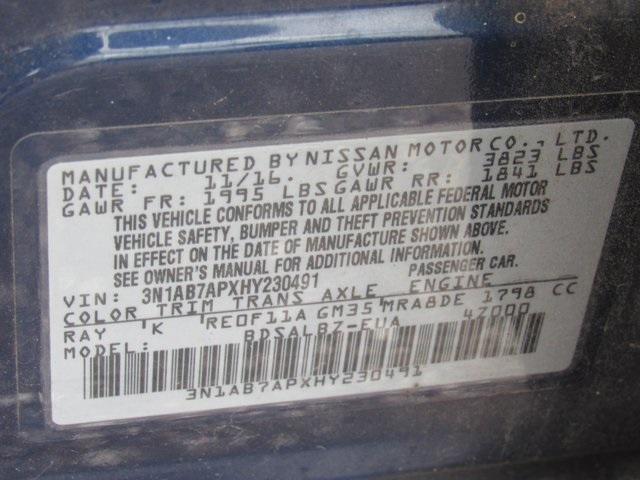 MANUFACTURED BY NISSAN MOTOR CO., LTD.
DATE: 11/16. GVWR: 3823 LBS
GAWR FR: 1995 LBS GAWR RR: 1841 LBS
THIS VEHICLE CONFORMS TO ALL APPLICABLE FEDERAL MOTOR
VEHICLE SAFETY, BUMPER AND THEFT PREVENTION STANDARDS
IN EFFECT ON THE DATE OF MANUFACTURE SHOWN ABOVE.
SEE OWNER'S MANUAL FOR ADDITIONAL INFORMATION.
VIN: 3N1AB7APXHY230491 PASSENGER CAR.
COLOR TRIM TRANS AXLE ENGINE
RAY K RE0F11A GM35 MRA8DE 1798 CC
MODEL: BDSALBZ-EUA 4Z000
3N1AB7APXHY230491